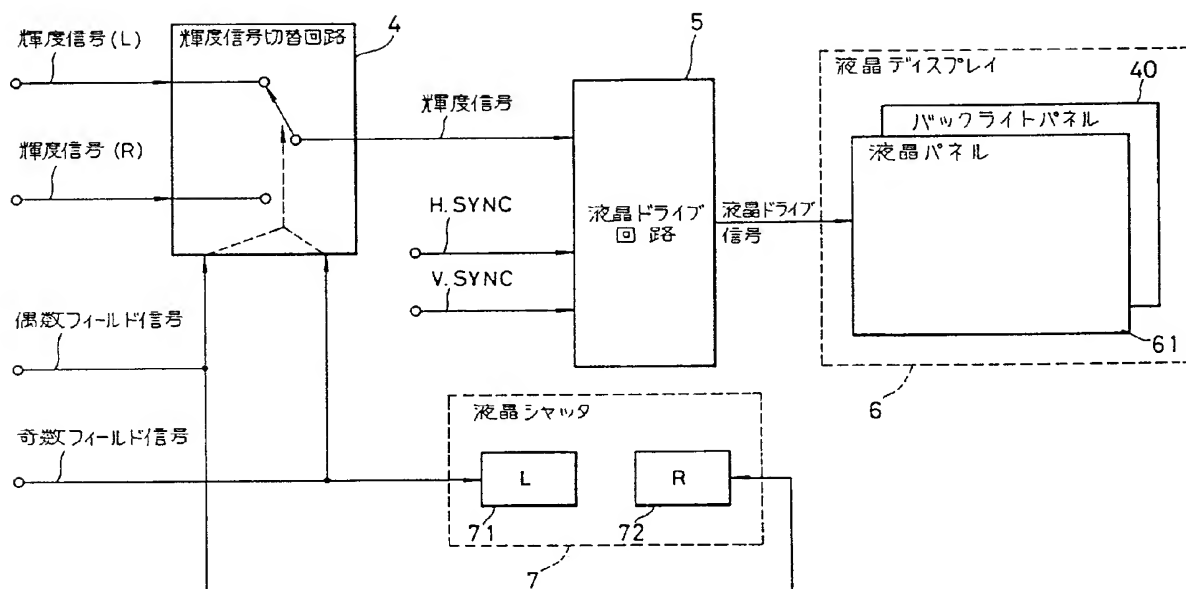 輝度信号(L)
輝度信号切替回路
4
輝度信号(R)
輝度信号
H.SYNC
V.SYNC
5
液晶ドライブ
回路
液晶ドライブ
信号
液晶ディスプレイ
40
バックライトパネル
液晶パネル
61
6
偶数フィールド信号
奇数フィールド信号
液晶シャッタ
L
R
71
72
7